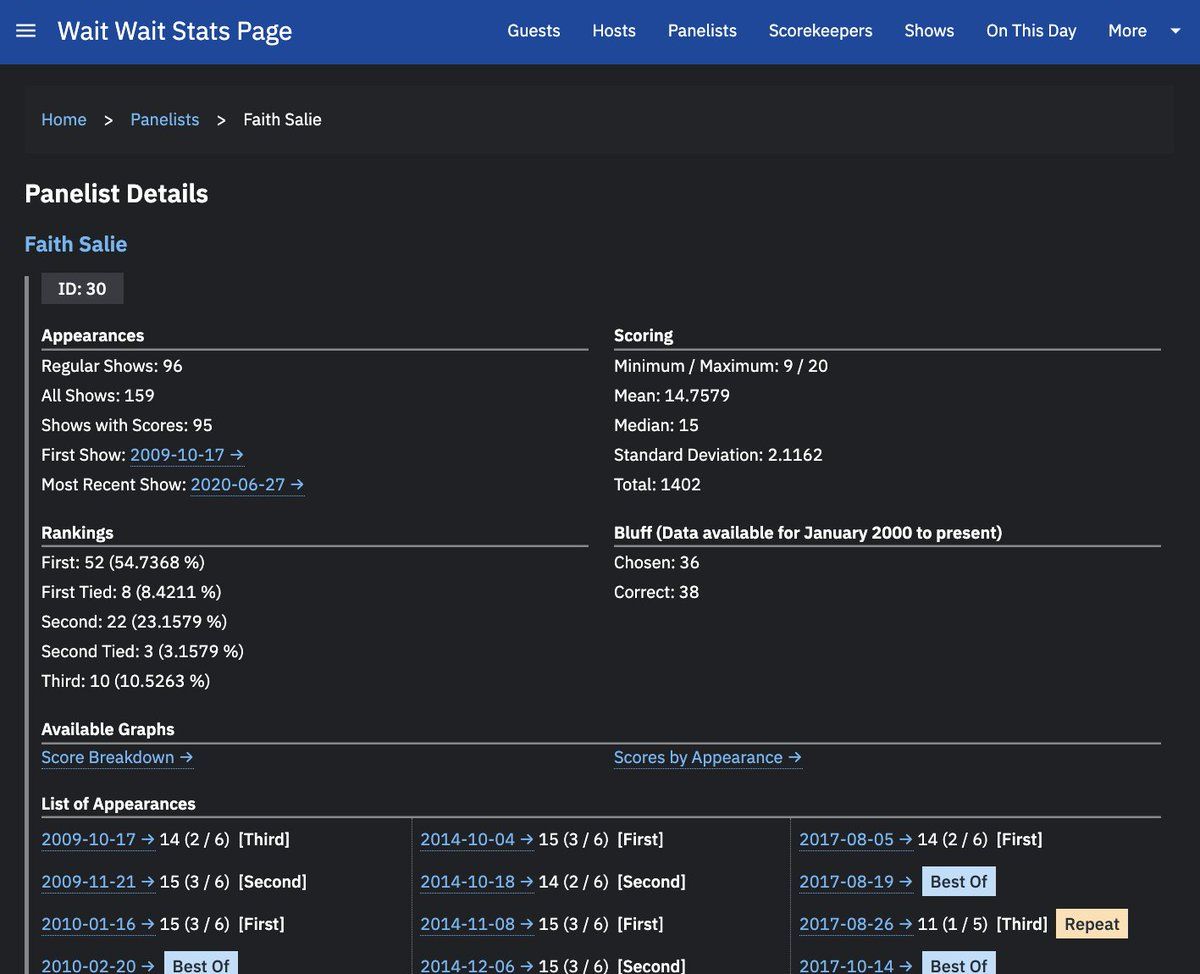 Wait Wait Stats Page
Guests Hosts Panelists Scorekeepers Shows On This Day More
Home > Panelists > Faith Salie
Panelist Details
Faith Salie
ID: 30
Appearances
Regular Shows: 96
All Shows: 159
Shows with Scores: 95
First Show: 2009-10-17 →
Most Recent Show: 2020-06-27 →
Scoring
Minimum / Maximum: 9 / 20
Mean: 14.7579
Median: 15
Standard Deviation: 2.1162
Total: 1402
Rankings
First: 52 (54.7368 %)
First Tied: 8 (8.4211 %)
Second: 22 (23.1579 %)
Second Tied: 3 (3.1579 %)
Third: 10 (10.5263 %)
Bluff (Data available for January 2000 to present)
Chosen: 36
Correct: 38
Available Graphs
Score Breakdown →
Scores by Appearance →
List of Appearances
2009-10-17 → 14 (2 / 6) [Third]
2009-11-21 → 15 (3 / 6) [Second]
2010-01-16 → 15 (3 / 6) [First]
2010-02-20 → Best Of
2014-10-04 → 15 (3 / 6) [First]
2014-10-18 → 14 (2 / 6) [Second]
2014-11-08 → 15 (3 / 6) [First]
2014-12-06 → 15 (3 / 6) [Second]
2017-08-05 → 14 (2 / 6) [First]
2017-08-19 → Best Of
2017-08-26 → 11 (1 / 5) [Third] Repeat
2017-10-14 → Best Of